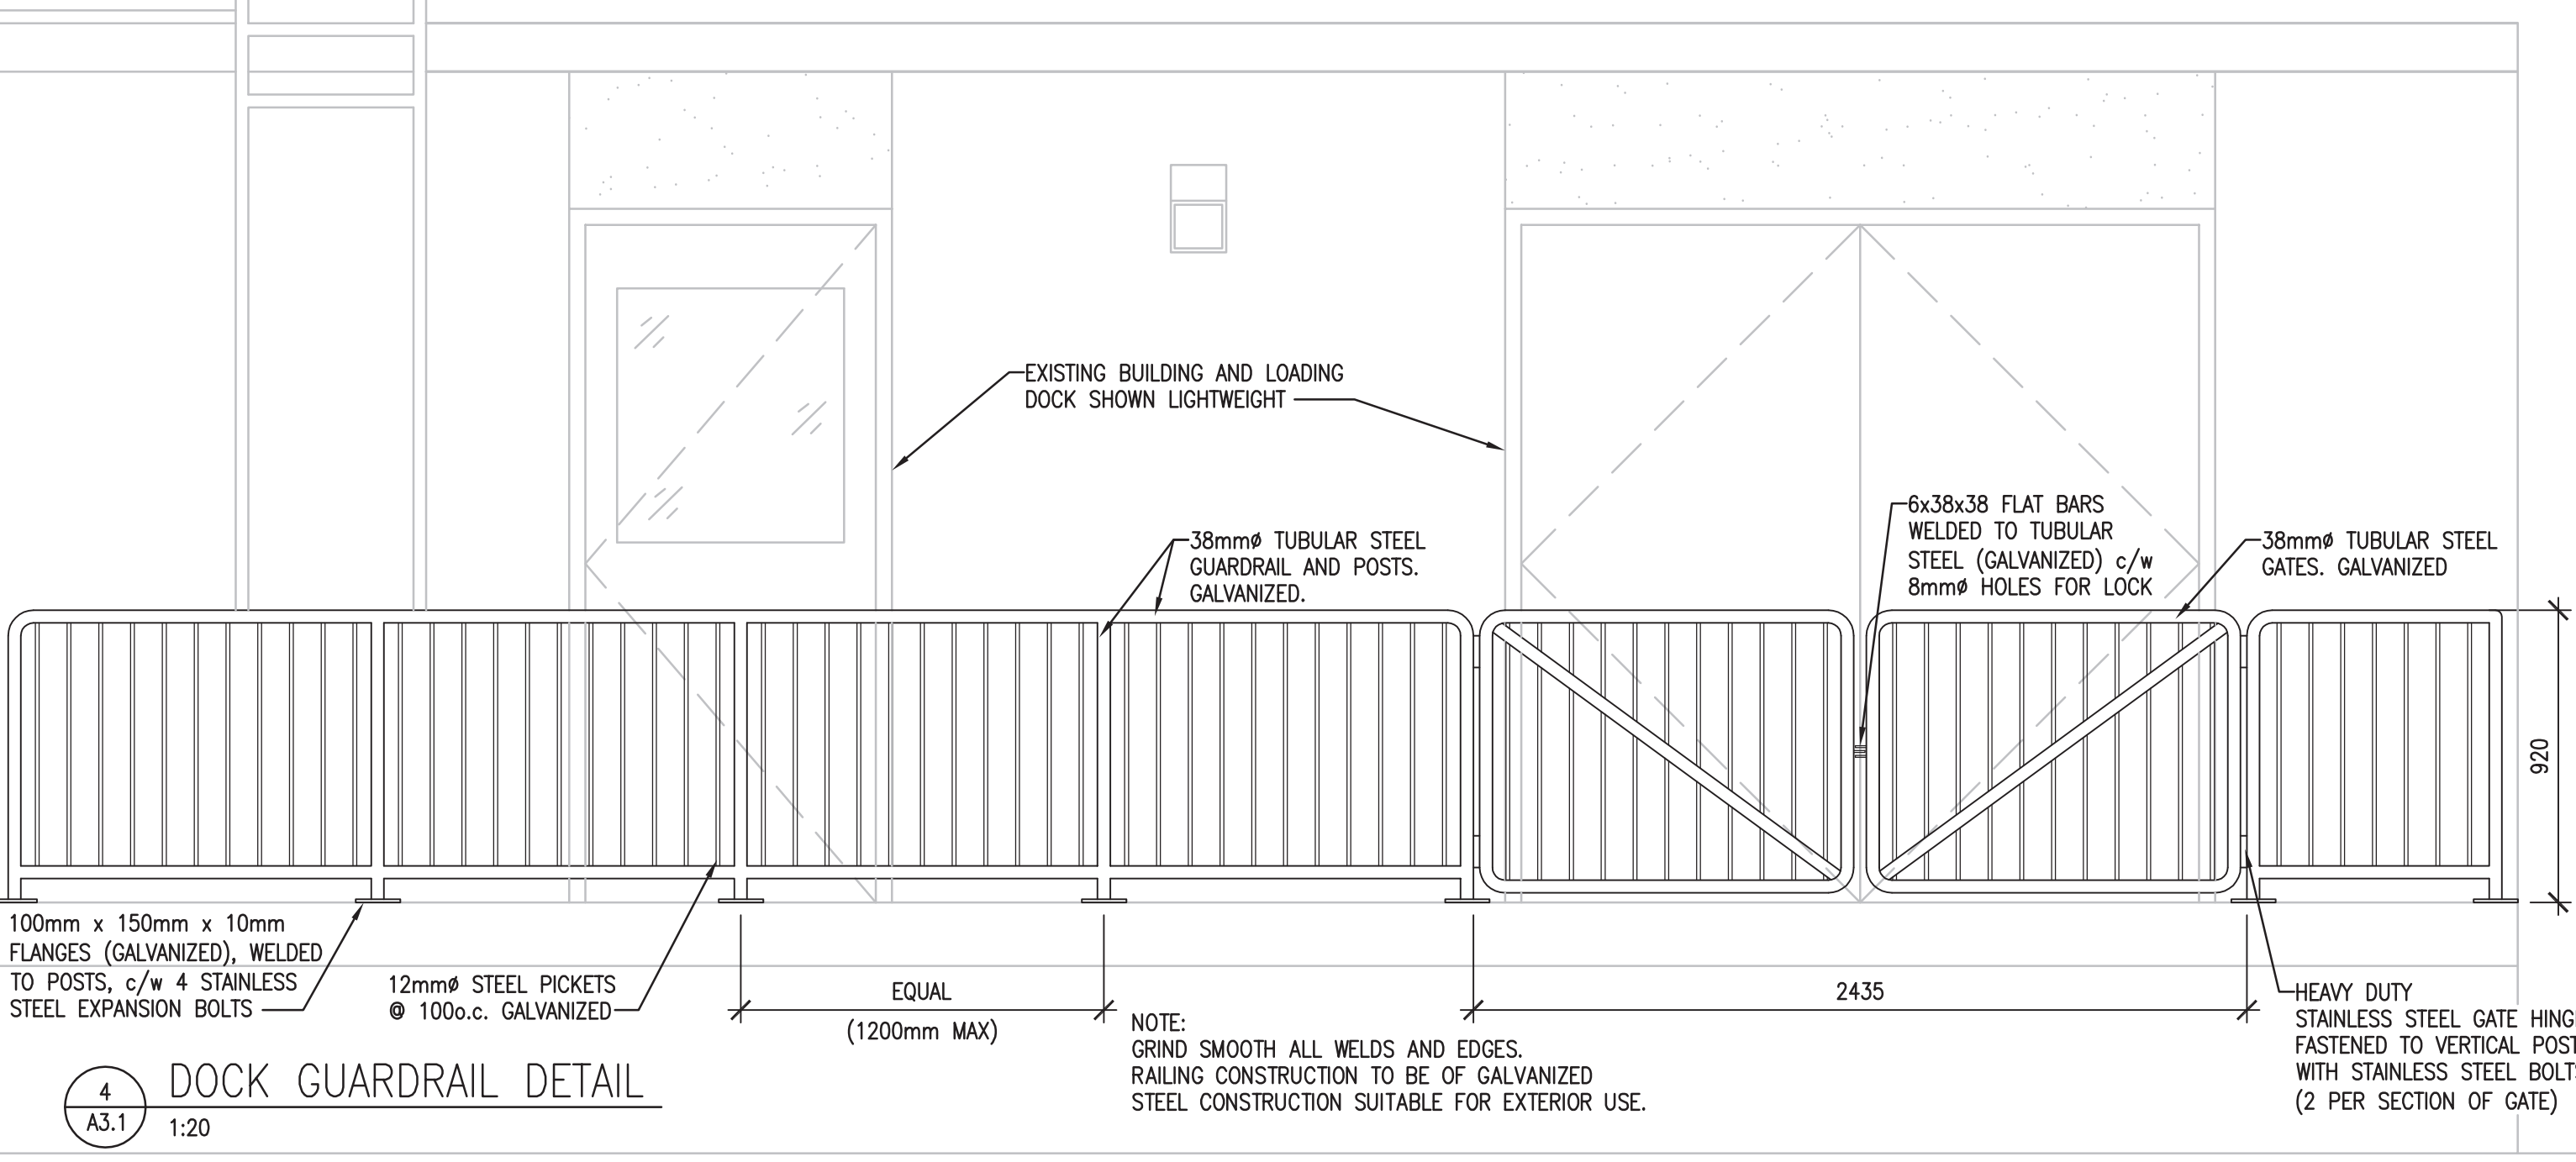 EXISTING BUILDING AND LOADING
DOCK SHOWN LIGHTWEIGHT
38mmø TUBULAR STEEL
GUARDRAIL AND POSTS.
GALVANIZED.
6x38x38 FLAT BARS
WELDED TO TUBULAR
STEEL (GALVANIZED) c/w
8mmø HOLES FOR LOCK
38mmø TUBULAR STEEL
GATES. GALVANIZED
920
100mm x 150mm x 10mm
FLANGES (GALVANIZED), WELDED
TO POSTS, c/w 4 STAINLESS
STEEL EXPANSION BOLTS
12mmø STEEL PICKETS
@ 100o.c. GALVANIZED
EQUAL
(1200mm MAX)
2435
NOTE:
GRIND SMOOTH ALL WELDS AND EDGES.
RAILING CONSTRUCTION TO BE OF GALVANIZED
STEEL CONSTRUCTION SUITABLE FOR EXTERIOR USE.
HEAVY DUTY
STAINLESS STEEL GATE
FASTENED TO VERTICAL
WITH STAINLESS STEEL
(2 PER SECTION OF GATE)
4
A3.1
DOCK GUARDRAIL DETAIL
1:20